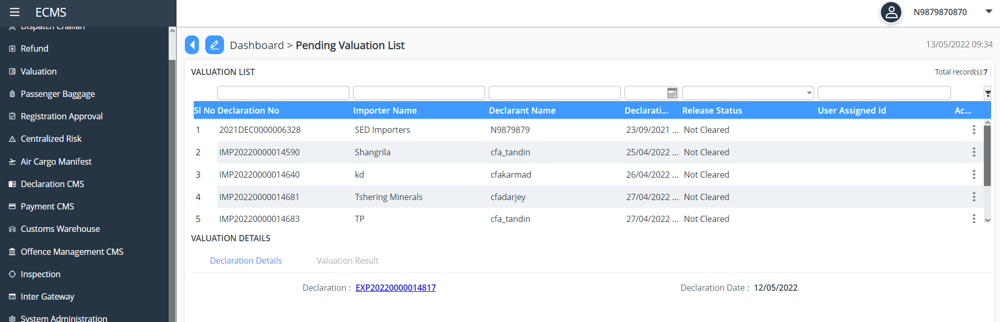 ECMS
N9879870870
Dispatch Challan
Refund
Valuation
Passenger Baggage
Registration Approval
Centralized Risk
Air Cargo Manifest
Declaration CMS
Payment CMS
Customs Warehouse
Offence Management CMS
Inspection
Inter Gateway
System Administration
Dashboard > Pending Valuation List
13/05/2022 09:34
VALUATION LIST
Total record(s):7
Sl No Declaration No Importer Name Declarant Name Declarati... Release Status User Assigned Id Ac...
1 2021DEC0000006328 SED Importers N9879879 23/09/2021 ... Not Cleared
2 IMP20220000014590 Shangrila cfa_tandin 25/04/2022 ... Not Cleared
3 IMP20220000014640 kd cfakarmad 26/04/2022 ... Not Cleared
4 IMP20220000014681 Tshering Minerals cfadarjey 27/04/2022 ... Not Cleared
5 IMP20220000014683 TP cfa_tandin 27/04/2022 ... Not Cleared
VALUATION DETAILS
Declaration Details Valuation Result
Declaration : EXP20220000014817 Declaration Date : 12/05/2022